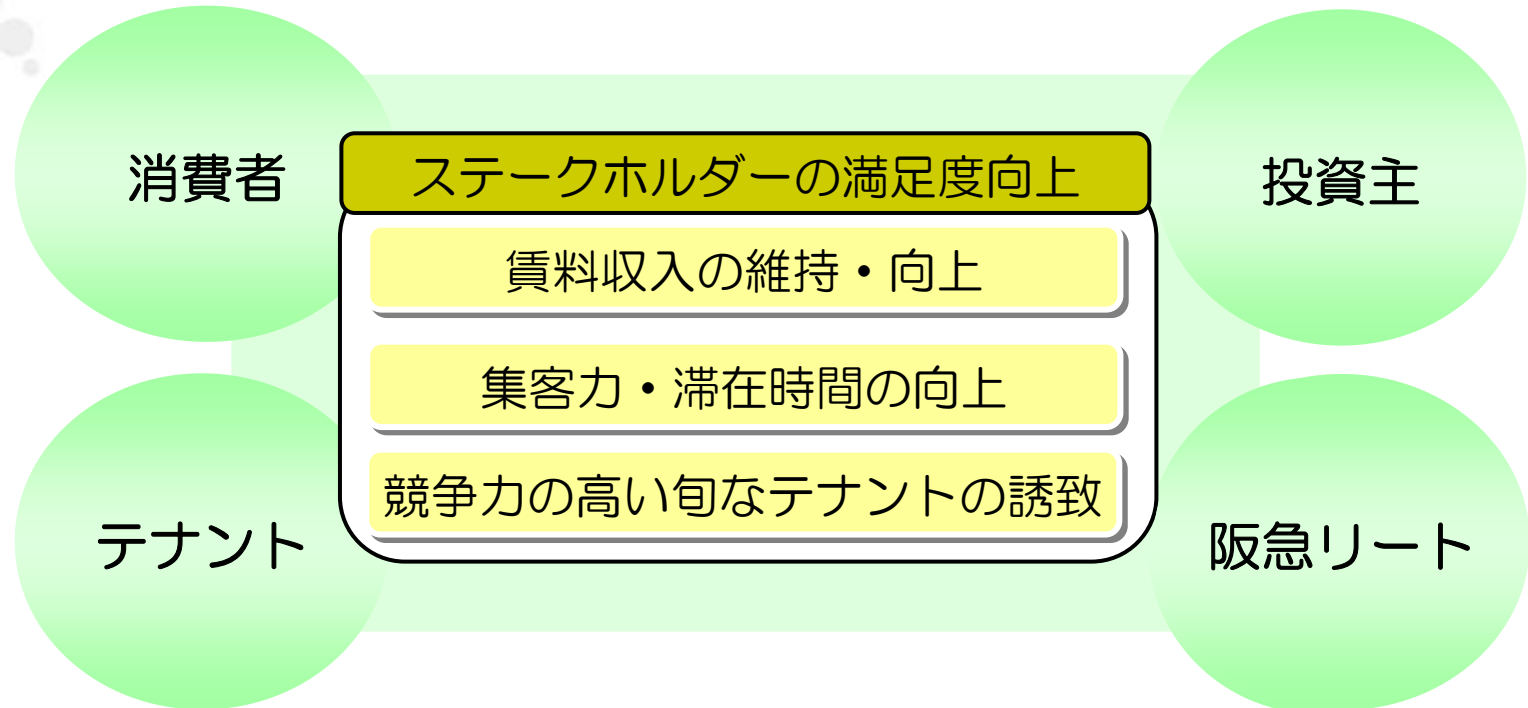 消費者
ステークホルダーの満足度向上
投資主
賃料収入の維持・向上
集客力・滞在時間の向上
競争力の高い旬なテナントの誘致
テナント
阪急リート